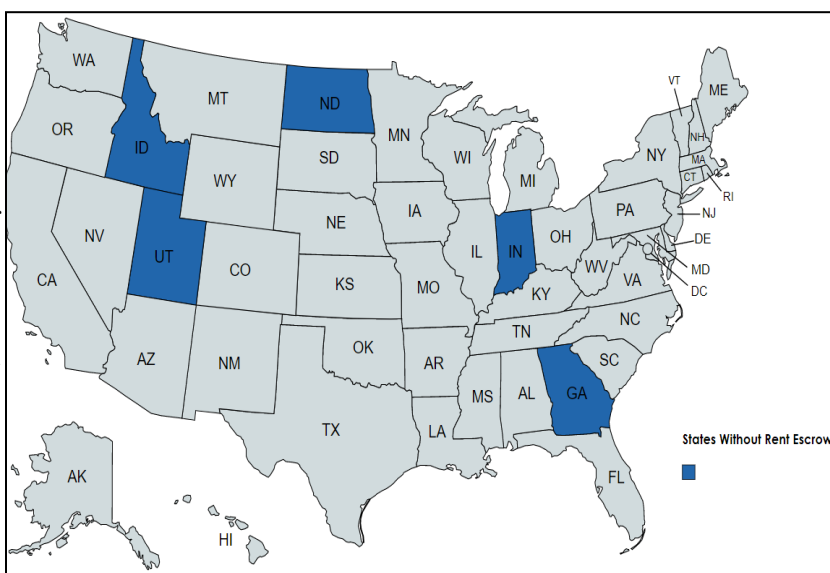 WA
MT
ND
MN
VT
ME
OR
ID
SD
WI
MI
NY
NH
MA
CT
RI
WY
NE
IA
PA
NJ
NV
UT
CO
IL
IN
OH
DE
MD
DC
CA
KS
MO
KY
WV
VA
NC
TN
AZ
NM
OK
AR
SC
MS
AL
GA
TX
LA
FL
AK
HI
States Without Rent Escrow